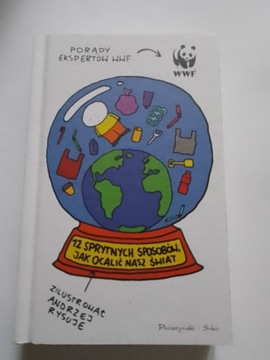 PORADY
EKSPERTÓW WWF
WWF
12 SPRYTNYCH SPOSOBÓW,
JAK OCALIĆ NASZ ŚWIAT
ZILUSTROWAŁ
ANDRZEJ
RYSUJE
Prószyński i S-ka